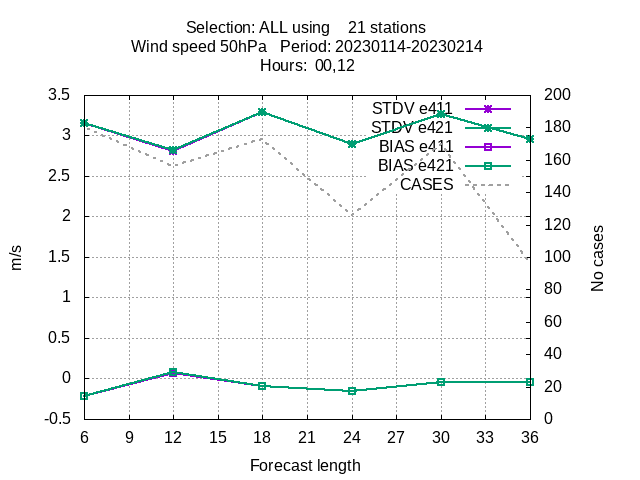 Selection: ALL using 21 stations
Wind speed 50hPa Period: 20230114-20230214
Hours: 00,12
3.5
3
2.5
2
1.5
1
0.5
0
-0.5
m/s
200
180
160
140
120
100
80
60
40
20
0
No cases
STDV e411
STDV e421
BIAS e411
BIAS e421
CASES
6 9 12 15 18 21 24 27 30 33 36
Forecast length